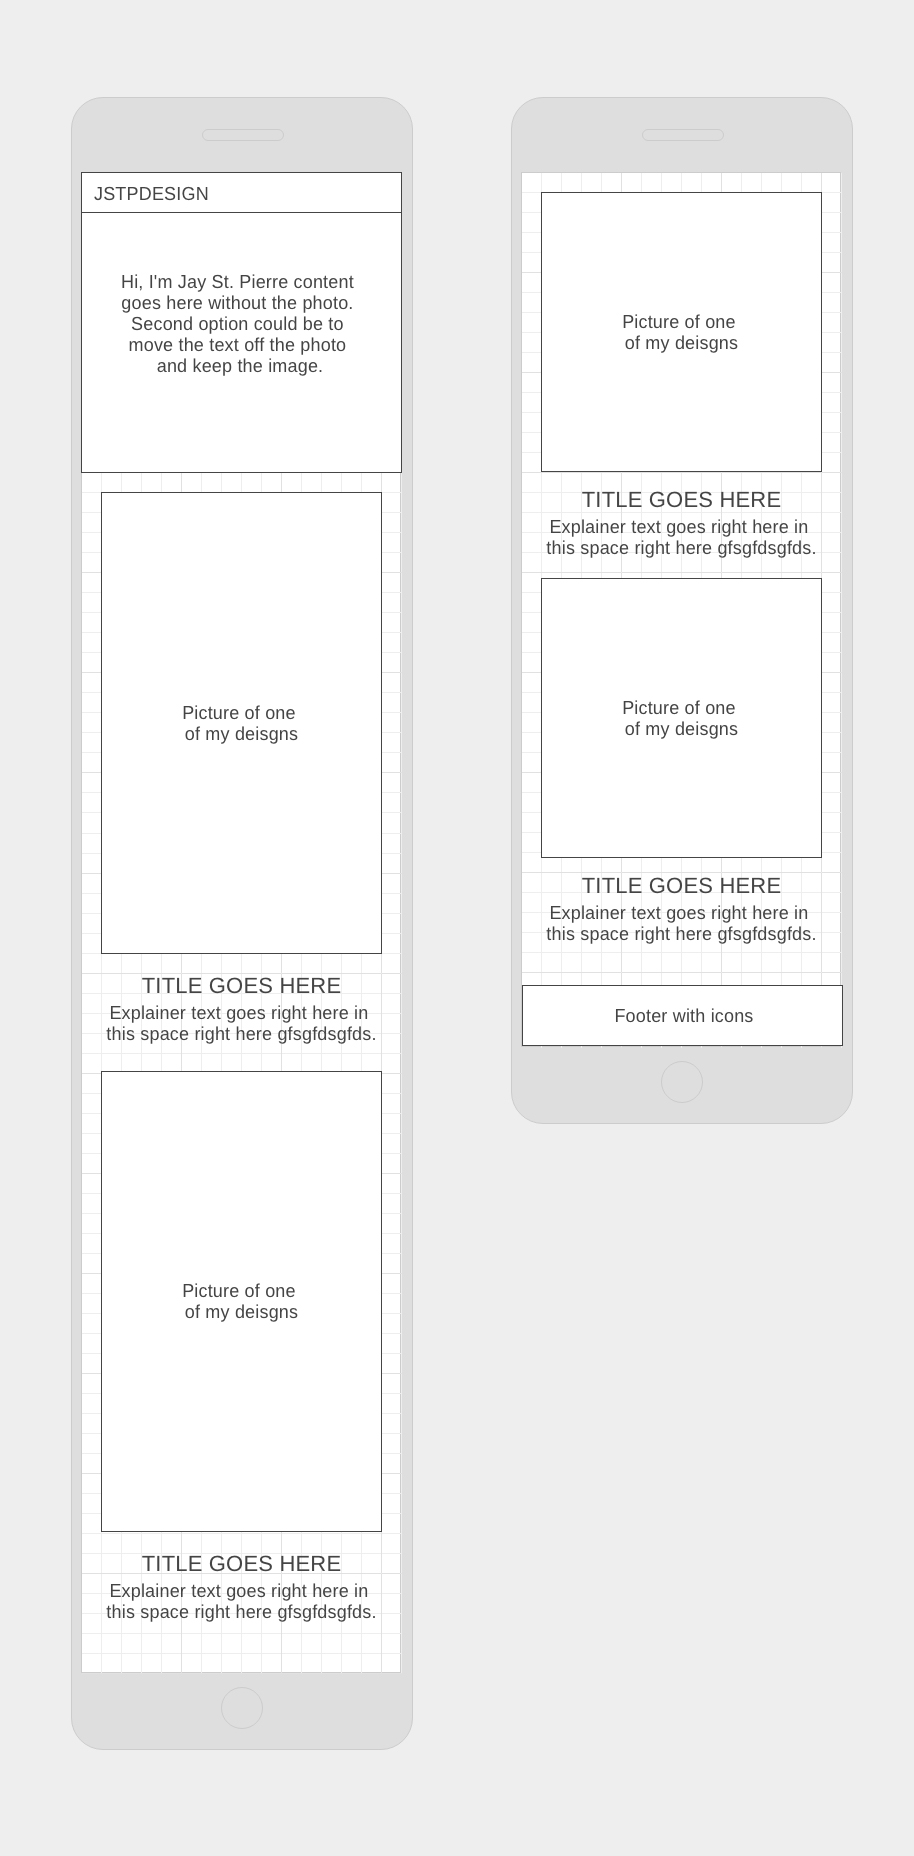 JSTPDESIGN
Hi, I'm Jay St. Pierre content
goes here without the photo.
Second option could be to
move the text off the photo
and keep the image.
Picture of one
of my deisgns
TITLE GOES HERE
Explainer text goes right here in
this space right here gfsgfdsgfds.
Picture of one
of my deisgns
TITLE GOES HERE
Explainer text goes right here in
this space right here gfsgfdsgfds.
Picture of one
of my deisgns
TITLE GOES HERE
Explainer text goes right here in
this space right here gfsgfdsgfds.
Picture of one
of my deisgns
TITLE GOES HERE
Explainer text goes right here in
this space right here gfsgfdsgfds.
Footer with icons